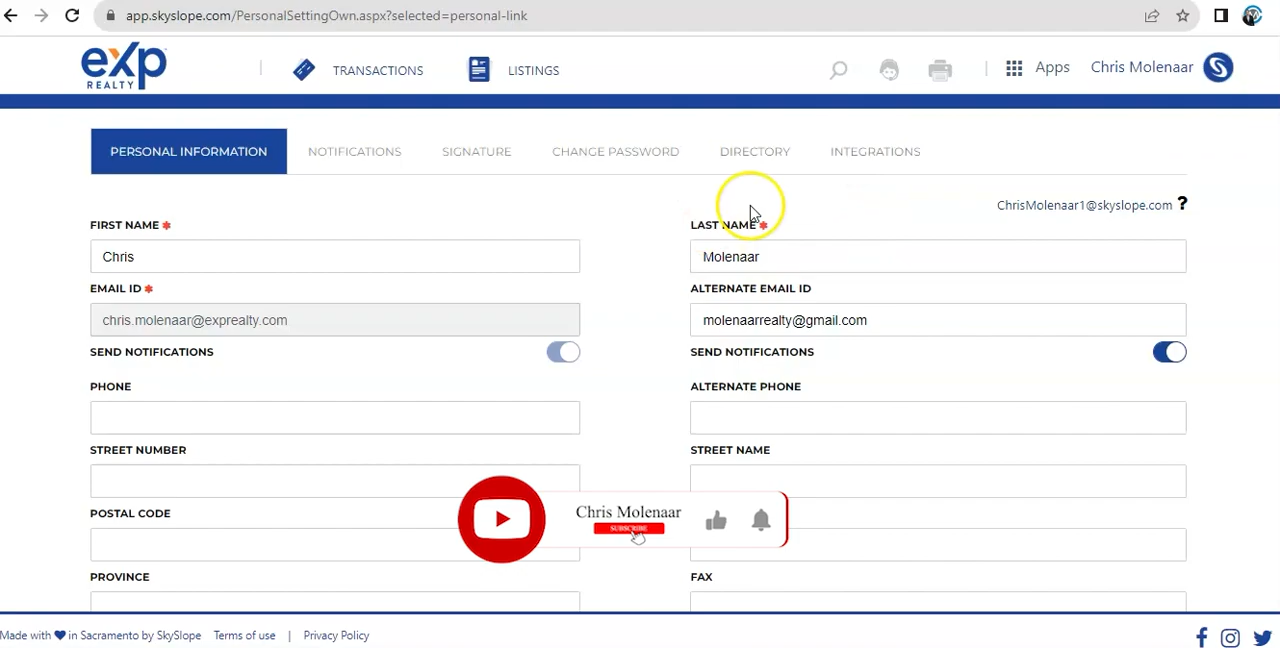 app.skyslope.com/PersonalSettingOwn.aspx?selected=personal-link
exp
REALTY
TRANSACTIONS
LISTINGS
Apps
Chris Molenaar
PERSONAL INFORMATION
NOTIFICATIONS
SIGNATURE
CHANGE PASSWORD
DIRECTORY
INTEGRATIONS
ChrisMolenaar1@skyslope.com ?
FIRST NAME *
LAST NAME *
Chris
Molenaar
EMAIL ID *
ALTERNATE EMAIL ID
chris.molenaar@exprealty.com
molenaarrealty@gmail.com
SEND NOTIFICATIONS
SEND NOTIFICATIONS
PHONE
ALTERNATE PHONE
STREET NUMBER
STREET NAME
POSTAL CODE
Chris Molenaar
SUBSCRIBE
PROVINCE
FAX
Made with ♥ in Sacramento by SkySlope
Terms of use | Privacy Policy